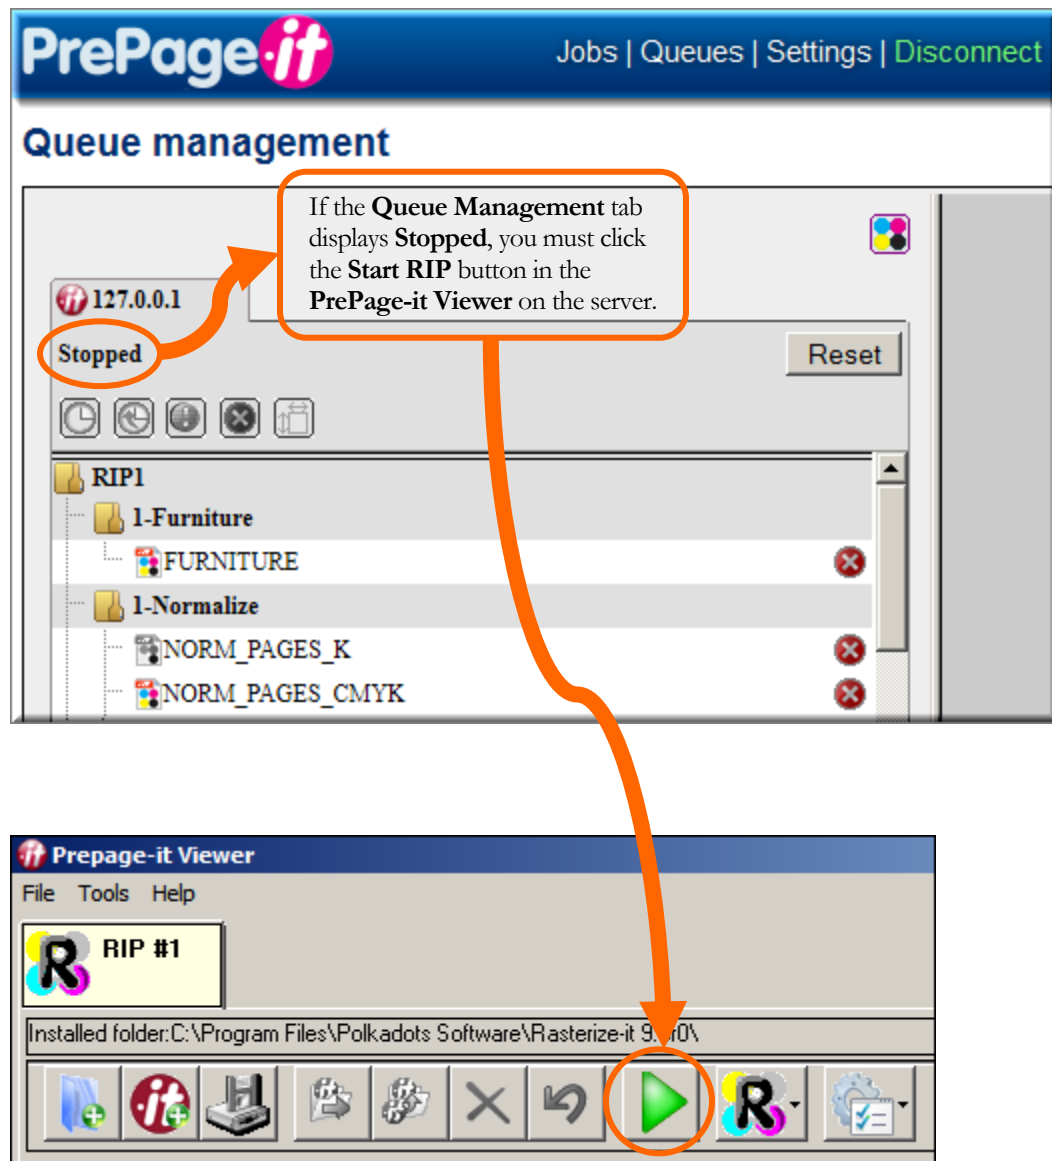 PrePage·it
Jobs | Queues | Settings | Disconnect
Queue management
If the Queue Management tab
displays Stopped, you must click
the Start RIP button in the
PrePage-it Viewer on the server.
it 127.0.0.1
Stopped
Reset
RIP1
1-Furniture
FURNITURE
1-Normalize
NORM_PAGES_K
NORM_PAGES_CMYK
it Prepage-it Viewer
File Tools Help
R RIP #1
Installed folder:C:\Program Files\Polkadots Software\Rasterize-it
it R